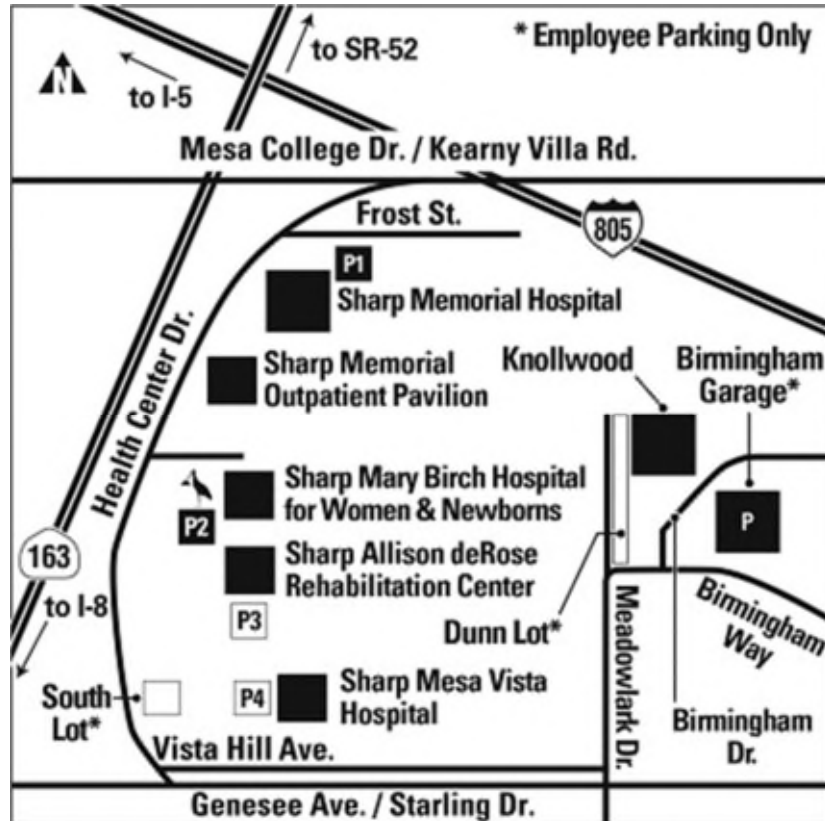 * Employee Parking Only
to SR-52
N
to I-5
Mesa College Dr. / Kearny Villa Rd.
Frost St.
805
P1
Sharp Memorial Hospital
Health Center Dr.
Sharp Memorial
Outpatient Pavilion
Knollwood
Birmingham
Garage*
Sharp Mary Birch Hospital
for Women & Newborns
P2
P
163
Sharp Allison deRose
Rehabilitation Center
to I-8
P3
Dunn Lot*
Meadowlark Dr.
Birmingham
Way
South
Lot*
P4
Sharp Mesa Vista
Hospital
Birmingham
Dr.
Vista Hill Ave.
Genesee Ave. / Starling Dr.